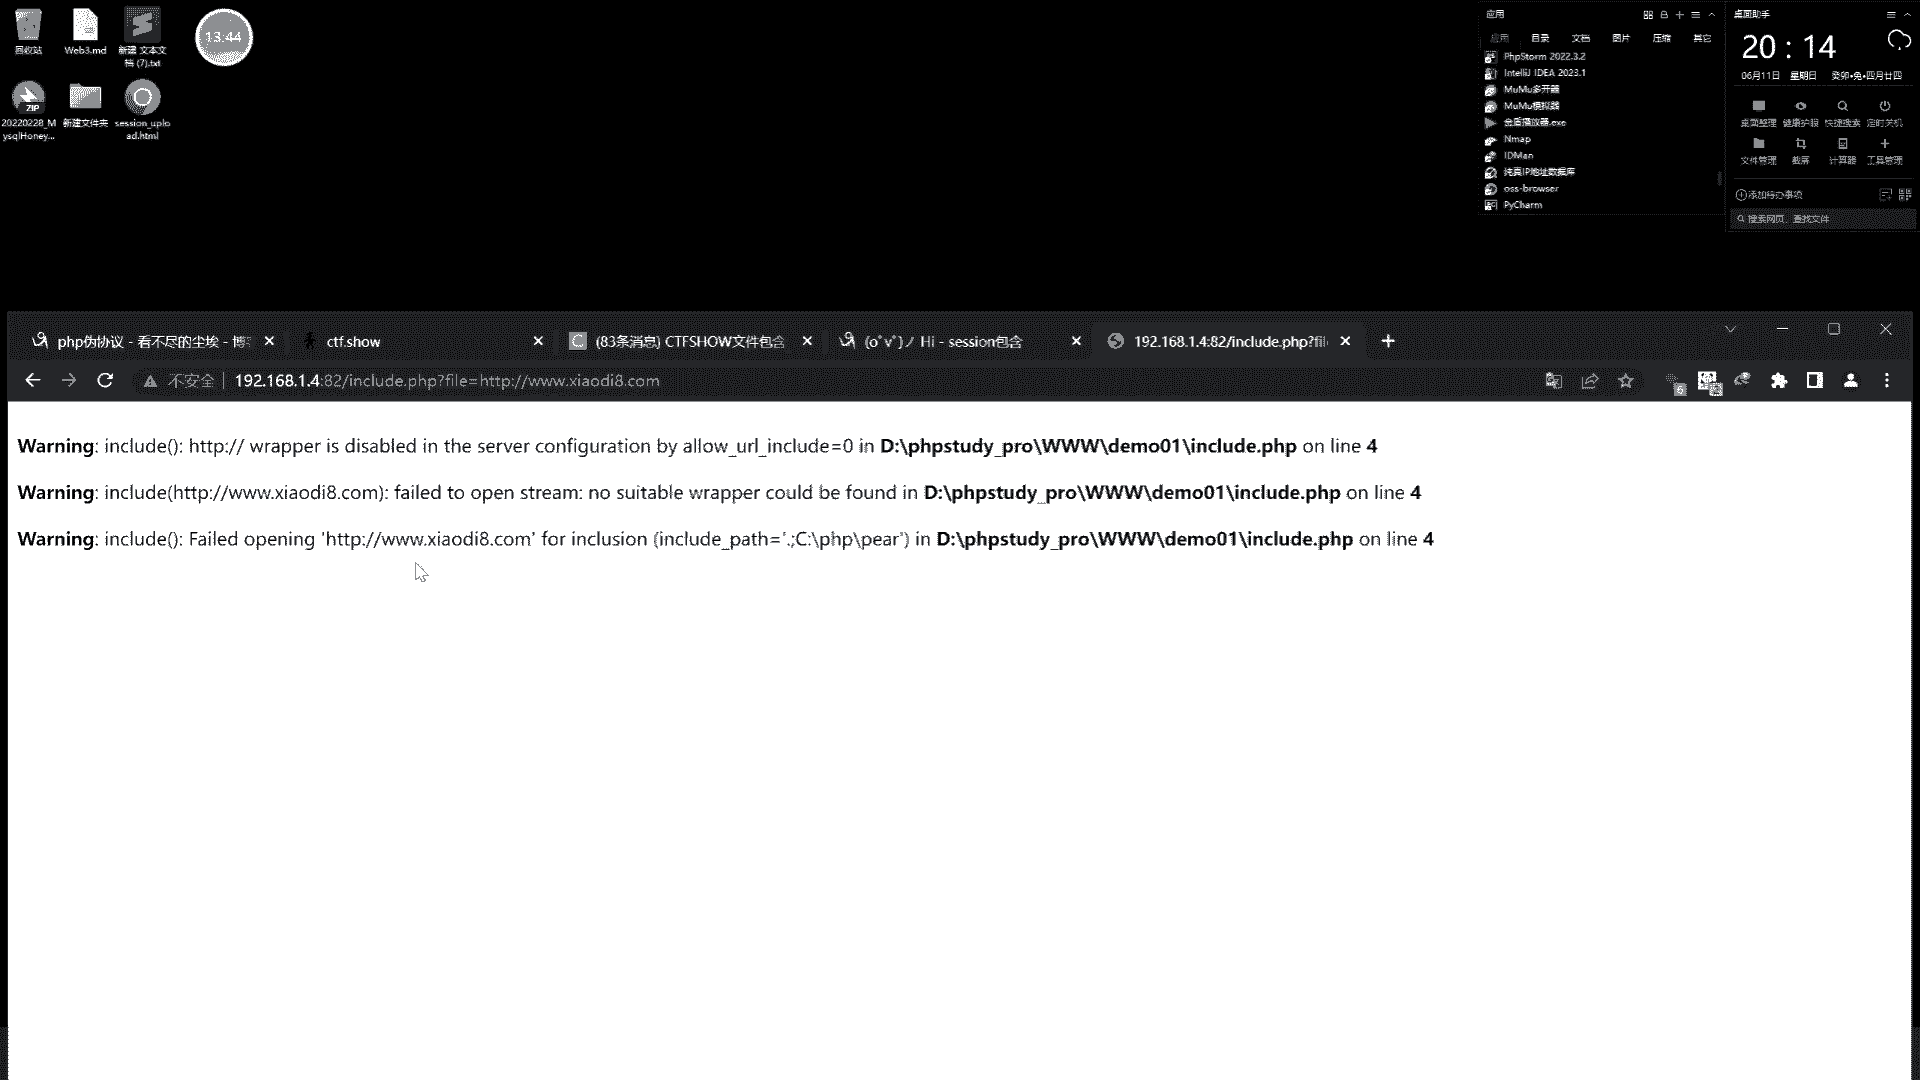 回收站
Web3.md
新建 文本文
档 (7).txt
13:44
20220228_M
ysqlHoney...
新建文件夹
session_uplo
ad.html
ZIP
应用
应用 目录 文档 图片 压缩 其它
PhpStorm 2022.3.2
IntelliJ IDEA 2023.1
MuMu多开器
MuMu模拟器
金盾播放器.exe
Nmap
IDMan
纯真IP地址数据库
oss-browser
PyCharm
桌面助手
20 : 14
06月11日 星期日 癸卯•兔•四月廿四
桌面整理 健康护眼 快捷搜索 定时关机
文件管理 截屏 计算器 工具管理
添加待办事项
搜索网页、查找文件
php伪协议 - 看不尽的尘埃 - 博
ctf.show
(83条消息) CTFSHOW文件包含
(oﾟvﾟ)ノ Hi - session包含
192.168.1.4:82/include.php?fil
不安全 | 192.168.1.4:82/include.php?file=http://www.xiaodi8.com
Warning: include(): http:// wrapper is disabled in the server configuration by allow_url_include=0 in D:\phpstudy_pro\WWW\demo01\include.php on line 4
Warning: include(http://www.xiaodi8.com): failed to open stream: no suitable wrapper could be found in D:\phpstudy_pro\WWW\demo01\include.php on line 4
Warning: include(): Failed opening 'http://www.xiaodi8.com' for inclusion (include_path='.;C:\php\pear') in D:\phpstudy_pro\WWW\demo01\include.php on line 4